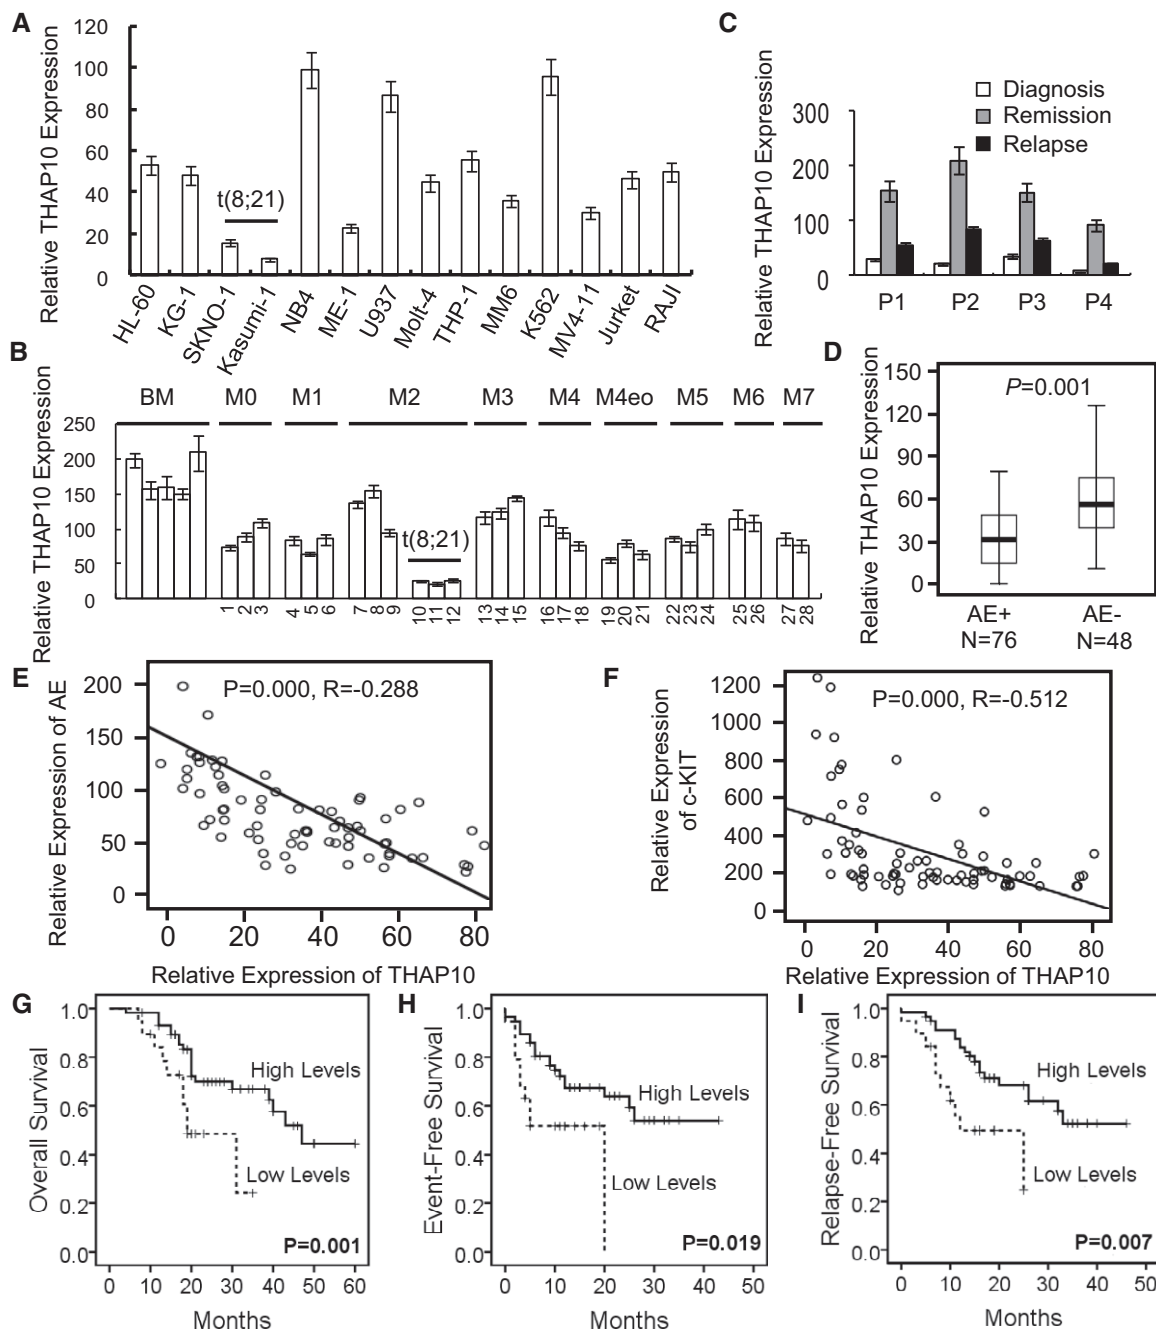 A
Relative THAP10 Expression
120
100
80
60
40
20
0
t(8;21)
HL-60
KG-1
SKNO-1
Kasumi-1
NB4
ME-1
U937
Molt-4
THP-1
MM6
K562
MV4-11
Jurket
RAJI
C
Relative THAP10 Expression
Diagnosis
Remission
Relapse
300
200
100
0
P1 P2 P3 P4
B
Relative THAP10 Expression
BM M0 M1 M2 M3 M4 M4eo M5 M6 M7
250
200
150
100
50
0
t(8;21)
1 2 3 4 5 6 7 8 9 10 11 12 13 14 15 16 17 18 19 20 21 22 23 24 25 26 27 28
D
Relative THAP10 Expression
150
120
90
60
30
0
P=0.001
AE+ AE-
N=76 N=48
E
Relative Expression of AE
P=0.000, R=-0.288
200
150
100
50
0
0 20 40 60 80
Relative Expression of THAP10
F
Relative Expression
of c-KIT
P=0.000, R=-0.512
1200
1000
800
600
400
200
0
0 20 40 60 80
Relative Expression of THAP10
G
Overall Survival
1.0
0.8
0.6
0.4
0.2
0.0
High Levels
Low Levels
P=0.001
0 10 20 30 40 50 60
Months
H
Event-Free Survival
1.0
0.8
0.6
0.4
0.2
0.0
High Levels
Low Levels
P=0.019
0 10 20 30 40 50
Months
I
Relapse-Free Survival
1.0
0.8
0.6
0.4
0.2
0.0
High Levels
Low Levels
P=0.007
0 10 20 30 40 50
Months